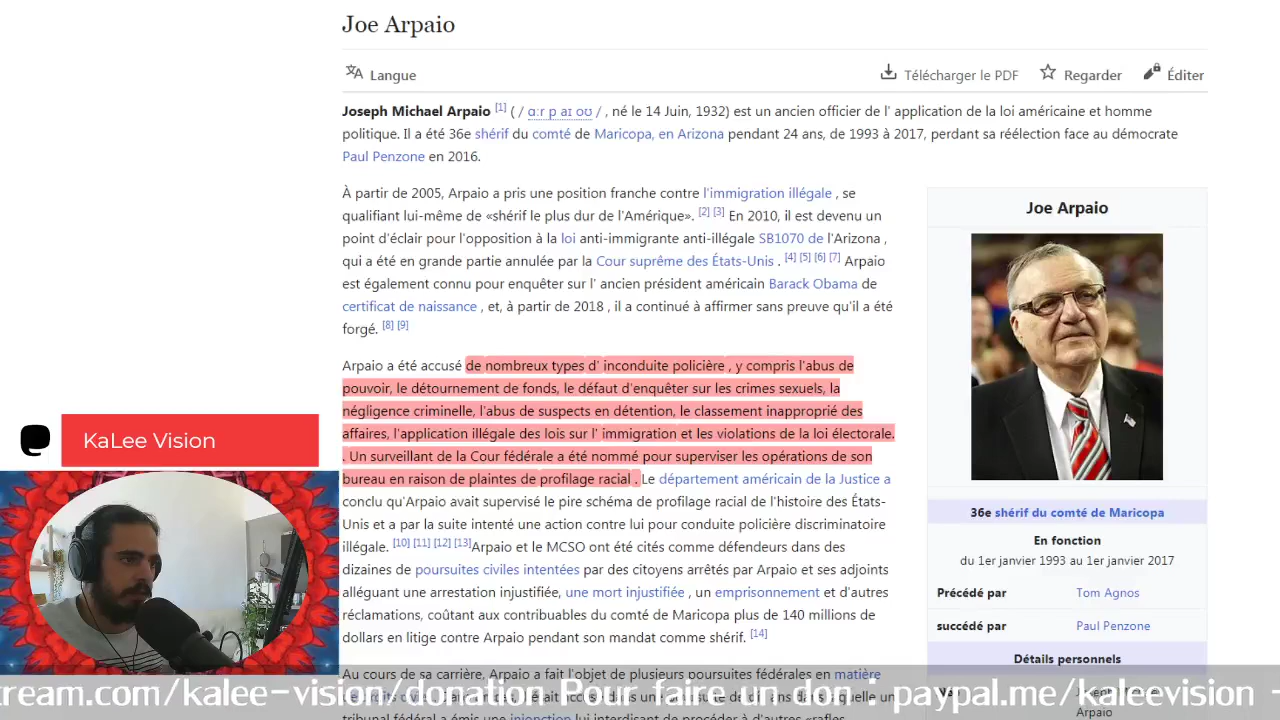 Joe Arpaio
Langue
Télécharger le PDF
Regarder
Éditer
Joseph Michael Arpaio [1] ( / ɑːr p aɪ oʊ / , né le 14 Juin, 1932) est un ancien officier de l' application de la loi américaine et homme
politique. Il a été 36e shérif du comté de Maricopa, en Arizona pendant 24 ans, de 1993 à 2017, perdant sa réélection face au démocrate
Paul Penzone en 2016.
À partir de 2005, Arpaio a pris une position franche contre l'immigration illégale , se
qualifiant lui-même de «shérif le plus dur de l'Amérique». [2] [3] En 2010, il est devenu un
point d'éclair pour l'opposition à la loi anti-immigrante anti-illégale SB1070 de l'Arizona ,
qui a été en grande partie annulée par la Cour suprême des États-Unis . [4] [5] [6] [7] Arpaio
est également connu pour enquêter sur l' ancien président américain Barack Obama de
certificat de naissance , et, à partir de 2018 , il a continué à affirmer sans preuve qu'il a été
forgé. [8] [9]
Arpaio a été accusé de nombreux types d' inconduite policière , y compris l'abus de
pouvoir, le détournement de fonds, le défaut d'enquêter sur les crimes sexuels, la
négligence criminelle, l'abus de suspects en détention, le classement inapproprié des
affaires, l'application illégale des lois sur l' immigration et les violations de la loi électorale.
. Un surveillant de la Cour fédérale a été nommé pour superviser les opérations de son
bureau en raison de plaintes de profilage racial . Le département américain de la Justice a
conclu qu'Arpaio avait supervisé le pire schéma de profilage racial de l'histoire des États-
Unis et a par la suite intenté une action contre lui pour conduite policière discriminatoire
illégale. [10] [11] [12] [13]Arpaio et le MCSO ont été cités comme défendeurs dans des
dizaines de poursuites civiles intentées par des citoyens arrêtés par Arpaio et ses adjoints
alléguant une arrestation injustifiée, une mort injustifiée , un emprisonnement et d'autres
réclamations, coûtant aux contribuables du comté de Maricopa plus de 140 millions de
dollars en litige contre Arpaio pendant son mandat comme shérif. [14]
Au cours de sa carrière, Arpaio a fait l'objet de plusieurs poursuites fédérales en matière
Joe Arpaio
36e shérif du comté de Maricopa
En fonction
du 1er janvier 1993 au 1er janvier 2017
Précédé par Tom Agnos
succédé par Paul Penzone
Détails personnels
Arpaio
KaLee Vision
tream.com/kalee-vision/donation Pour faire un don : paypal.me/kaleevision -